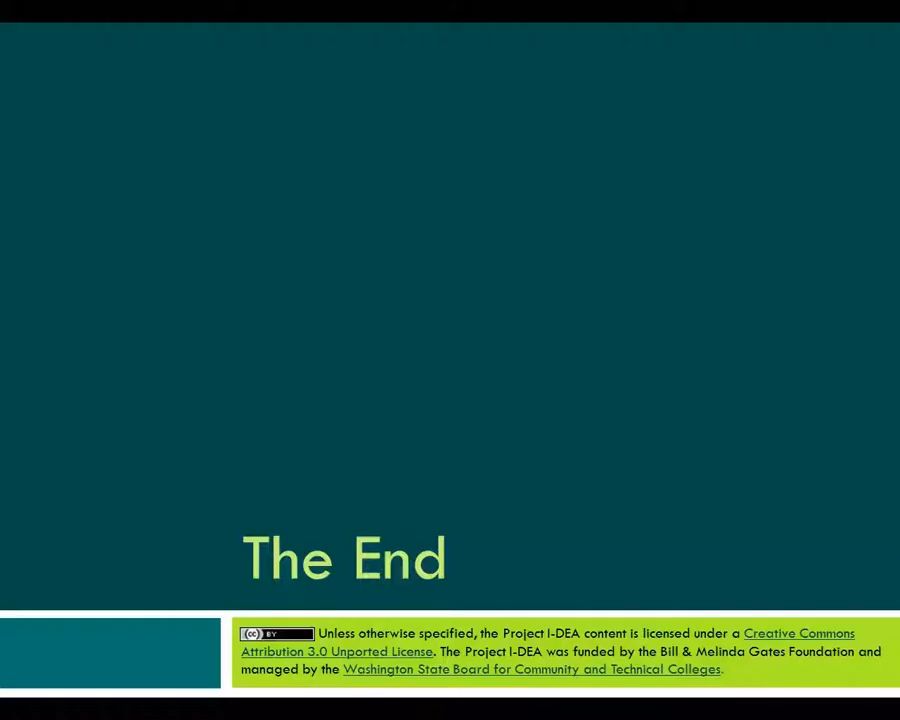 The End
cc BY Unless otherwise specified, the Project I-DEA content is licensed under a Creative Commons
Attribution 3.0 Unported License. The Project I-DEA was funded by the Bill & Melinda Gates Foundation and
managed by the Washington State Board for Community and Technical Colleges.